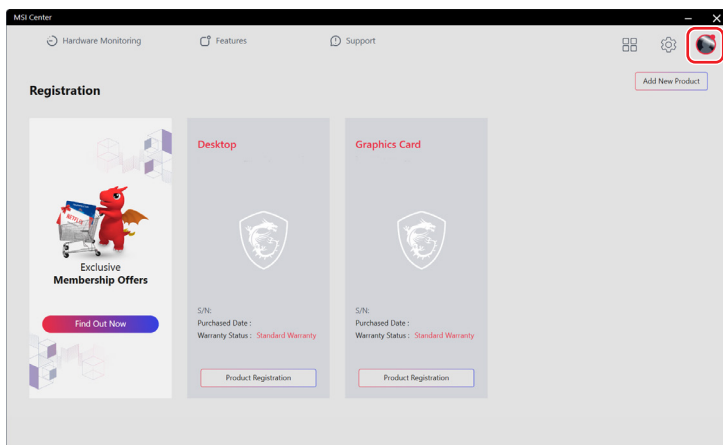 MSI Center
Hardware Monitoring
Features
Support
Add New Product
Registration
Desktop
Graphics Card
NETFLIX
Exclusive
Membership Offers
Find Out Now
S/N:
Purchased Date :
Warranty Status : Standard Warranty
Product Registration
S/N:
Purchased Date :
Warranty Status : Standard Warranty
Product Registration